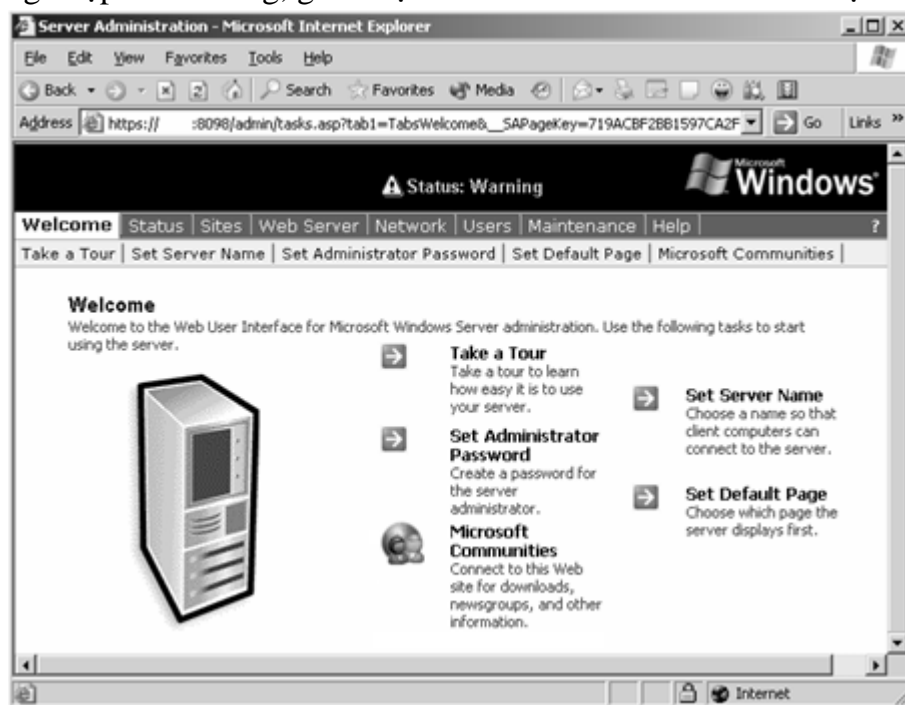 Server Administration - Microsoft Internet Explorer
File Edit View Favorites Tools Help
Back Search Favorites Media
Address https:// :8098/admin/tasks.asp?tab1=TabsWelcome&__SAPageKey=719ACBF2BB1597CA2F Go Links »
Microsoft
Windows
Status: Warning
Welcome Status Sites Web Server Network Users Maintenance Help ?
Take a Tour Set Server Name Set Administrator Password Set Default Page Microsoft Communities
Welcome
Welcome to the Web User Interface for Microsoft Windows Server administration. Use the following tasks to start
using the server.
Take a Tour
Take a tour to learn
how easy it is to use
your server.
Set Administrator
Password
Create a password for
the server
administrator.
Microsoft
Communities
Connect to this Web
site for downloads,
newsgroups, and other
information.
Set Server Name
Choose a name so that
client computers can
connect to the server.
Set Default Page
Choose which page the
server displays first.
Internet